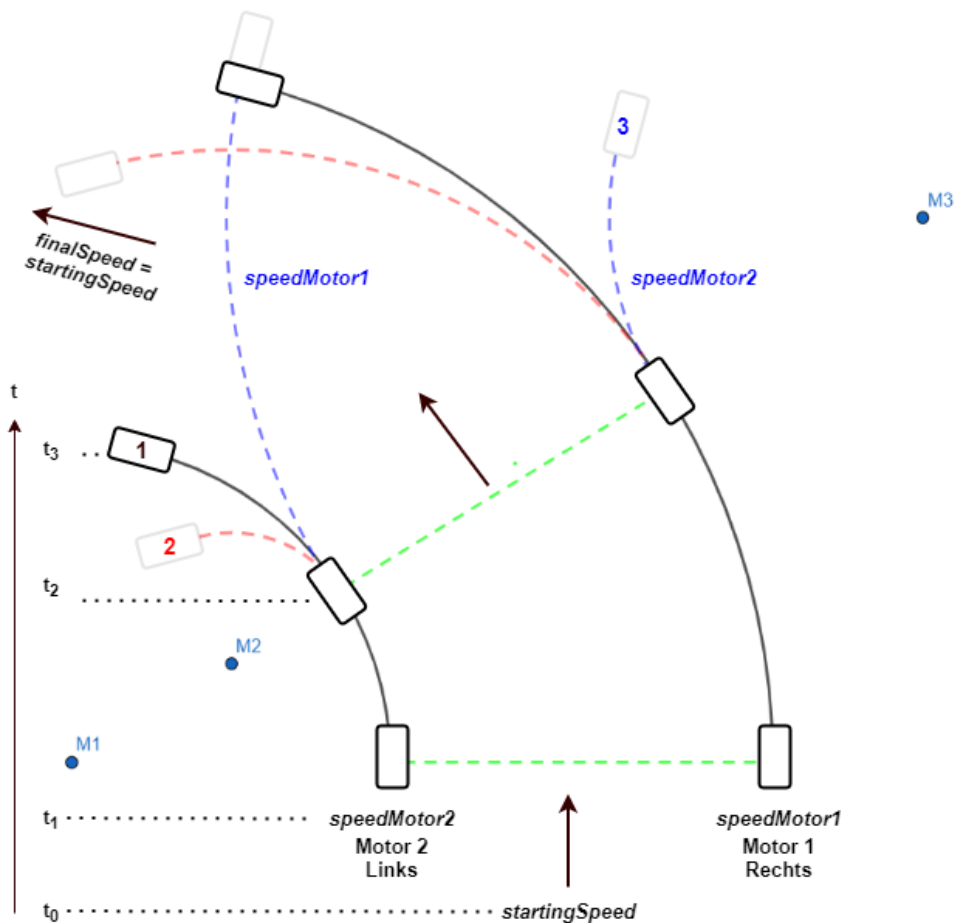 3
M3
finalSpeed =
startingSpeed
speedMotor1
speedMotor2
t
t3
1
2
t2
M2
M1
t1
speedMotor2
Motor 2
Links
speedMotor1
Motor 1
Rechts
t0
startingSpeed